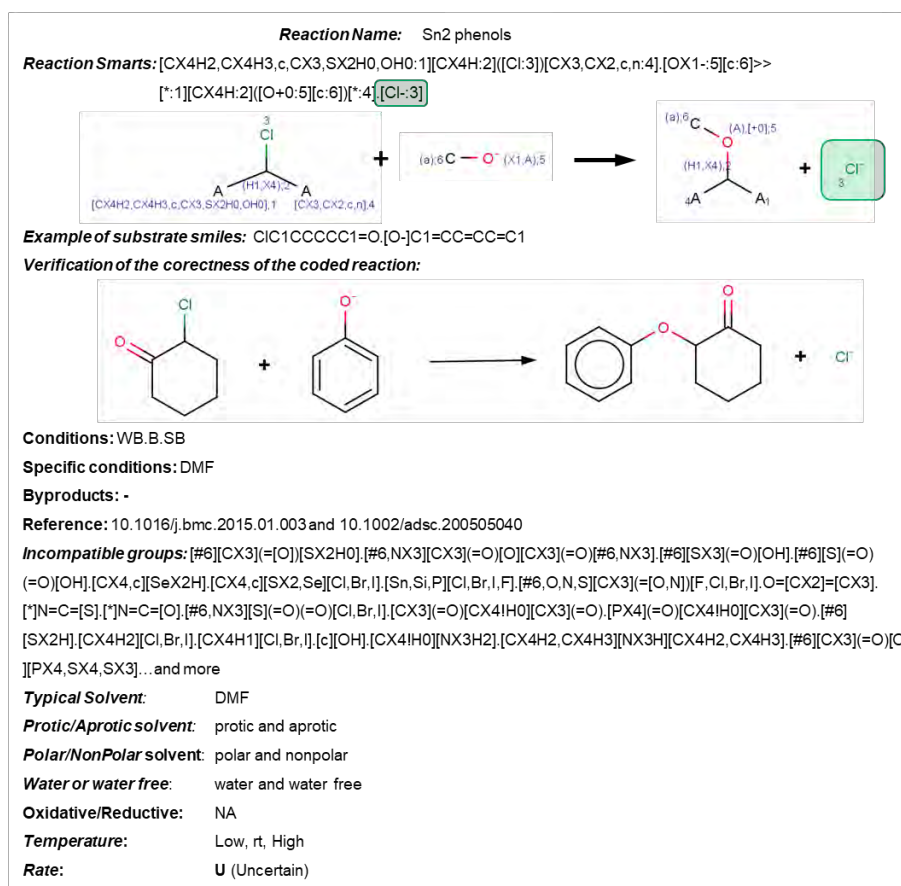 Reaction Name: Sn2 phenols
Reaction Smarts: [CX4H2,CX4H3,c,CX3,SX2H0,OH0:1][CX4H:2]([Cl:3])[CX3,CX2,c,n:4].[OX1-:5][c:6]>>
[*:1][CX4H:2]([O+0:5][c:6])[*:4].[Cl-:3]
3
Cl
(H1,X4);2
A A
[CX4H2,CX4H3,c,CX3,SX2H0,OH0],1 [CX3,CX2,c,n];4
+
(a);6 C O⁻ (X1,A);5
(a);6 C (A),[+0];5
O
(H1,X4);2
4A A1
+
3 Cl⁻
Example of substrate smiles: ClC1CCCCC1=O.[O-]C1=CC=CC=C1
Verification of the corectness of the coded reaction:
Cl
O
+
O⁻
O
O
+ Cl⁻
Conditions: WB.B.SB
Specific conditions: DMF
Byproducts: -
Reference: 10.1016/j.bmc.2015.01.003 and 10.1002/adsc.200505040
Incompatible groups: [#6][CX3](=[O])[SX2H0].[#6,NX3][CX3](=O)[O][CX3](=O)[#6,NX3].[#6][SX3](=O)[OH].[#6][S](=O)
(=O)[OH].[CX4,c][SeX2H].[CX4,c][SX2,Se][Cl,Br,I].[Sn,Si,P][Cl,Br,I,F].[#6,O,N,S][CX3](=[O,N])[F,Cl,Br,I].O=[CX2]=[CX3].
[*]N=C=[S].[*]N=C=[O].[#6,NX3][S](=O)(=O)[Cl,Br,I].[CX3](=O)[CX4!H0][CX3](=O).[PX4](=O)[CX4!H0][CX3](=O).[#6]
[SX2H].[CX4H2][Cl,Br,I].[CX4H1][Cl,Br,I].[c][OH].[CX4!H0][NX3H2].[CX4H2,CX4H3][NX3H][CX4H2,CX4H3].[#6][CX3](=O)[O
][PX4,SX4,SX3]…and more
Typical Solvent: DMF
Protic/Aprotic solvent: protic and aprotic
Polar/NonPolar solvent: polar and nonpolar
Water or water free: water and water free
Oxidative/Reductive: NA
Temperature: Low, rt, High
Rate: U (Uncertain)